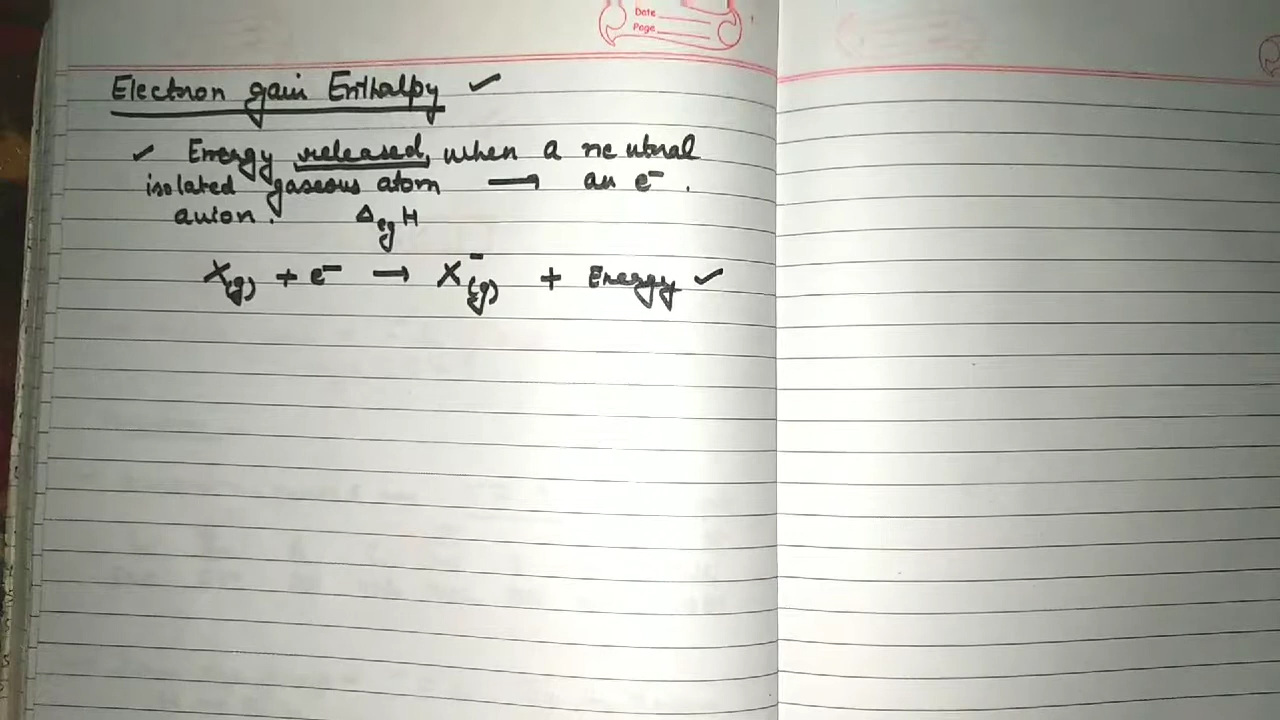 Date
Page
Electron gain Enthalpy ✓
✓ Energy released, when a neutral
isolated gaseous atom → an e⁻.
anion. ΔegH
X(g) + e⁻ → X⁻(g) + Energy ✓